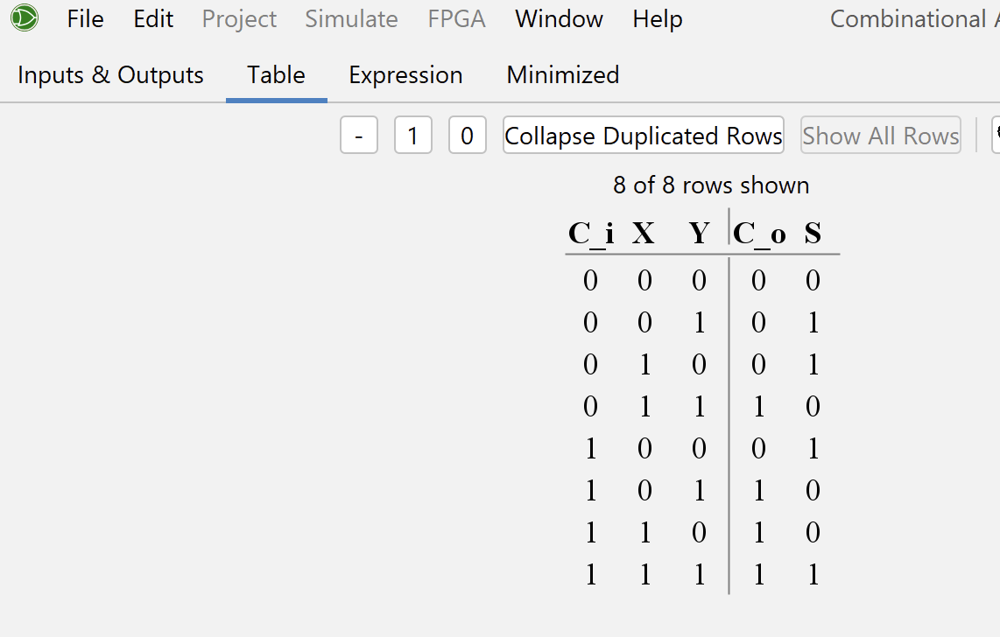 File Edit Project Simulate FPGA Window Help Combinational
Inputs & Outputs Table Expression Minimized
- 1 0 Collapse Duplicated Rows Show All Rows
8 of 8 rows shown
C_i X Y C_o S
0 0 0 0 0
0 0 1 0 1
0 1 0 0 1
0 1 1 1 0
1 0 0 0 1
1 0 1 1 0
1 1 0 1 0
1 1 1 1 1